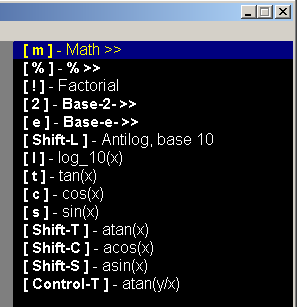 [ m ] - Math >>
[ % ] - % >>
[ ! ] - Factorial
[ 2 ] - Base-2- >>
[ e ] - Base-e- >>
[ Shift-L ] - Antilog, base 10
[ l ] - log_10(x)
[ t ] - tan(x)
[ c ] - cos(x)
[ s ] - sin(x)
[ Shift-T ] - atan(x)
[ Shift-C ] - acos(x)
[ Shift-S ] - asin(x)
[ Control-T ] - atan(y/x)